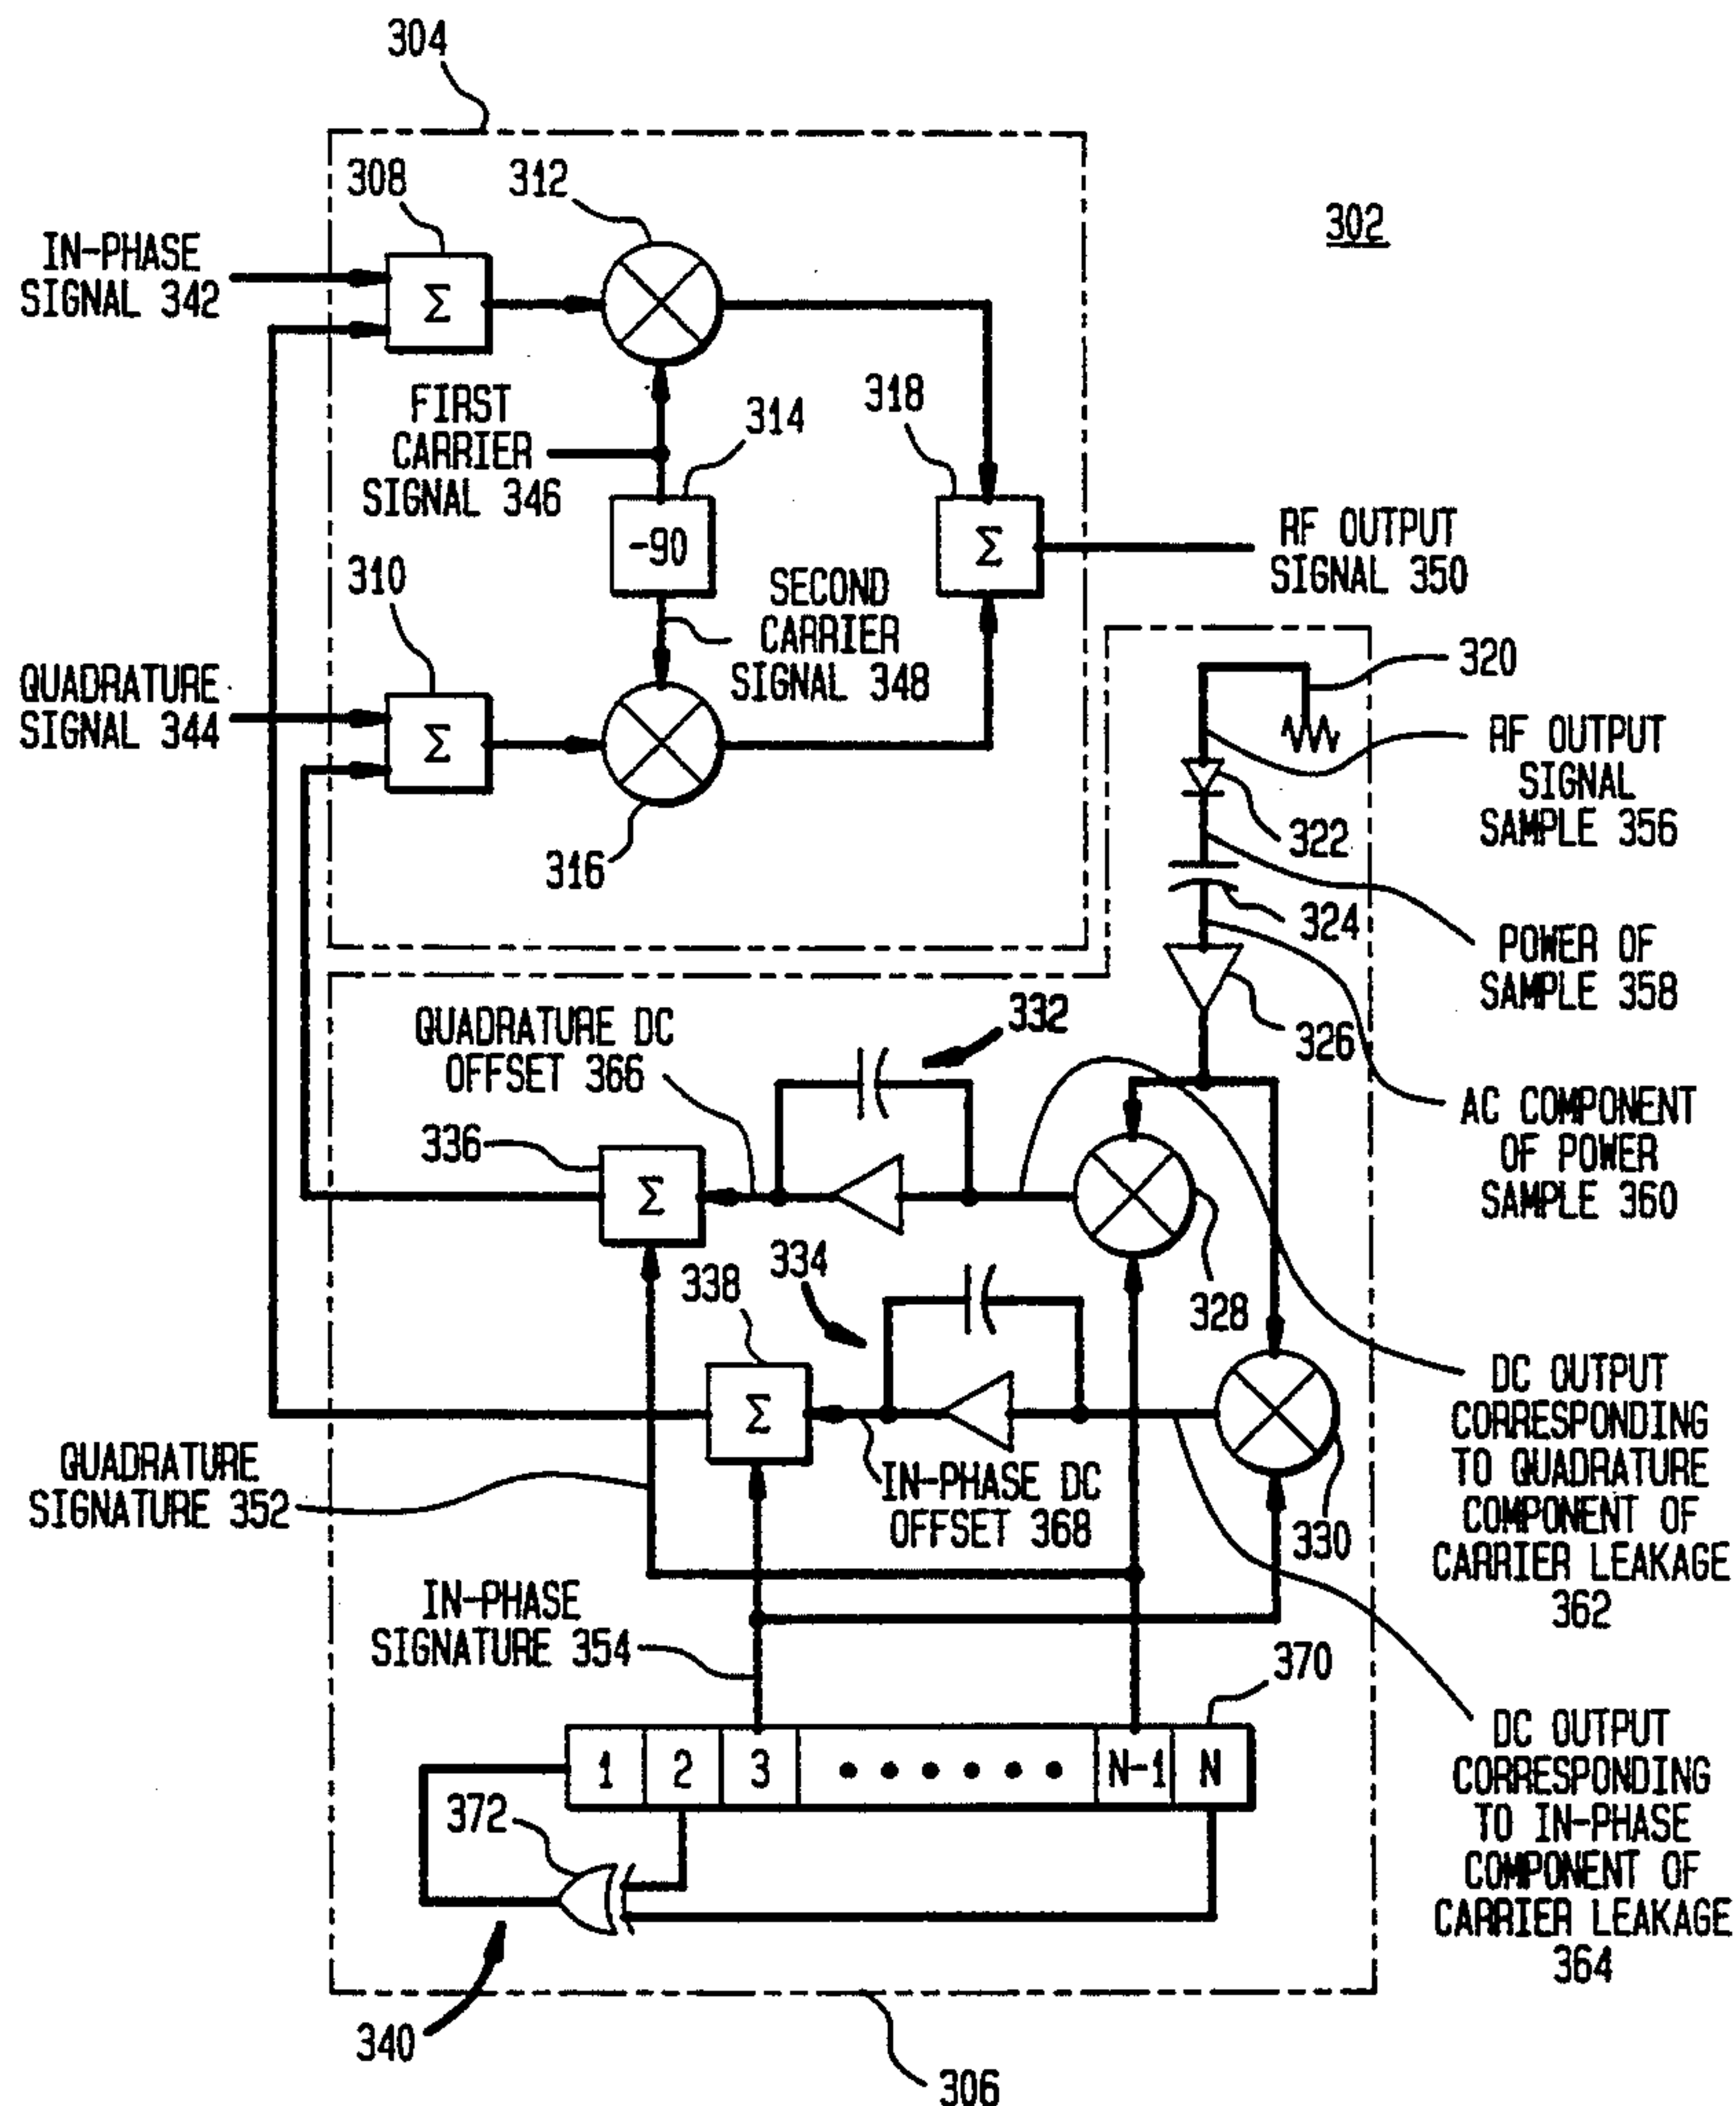 304
308
312
302
IN-PHASE
SIGNAL 342
Σ
FIRST
CARRIER
SIGNAL 346
314
318
-90
Σ
RF OUTPUT
SIGNAL 350
310
SECOND
CARRIER
SIGNAL 348
QUADRATURE
SIGNAL 344
Σ
316
320
RF OUTPUT
SIGNAL
SAMPLE 356
322
324
POWER OF
SAMPLE 358
326
QUADRATURE DC
OFFSET 366
332
AC COMPONENT
OF POWER
SAMPLE 360
336
Σ
328
334
338
Σ
IN-PHASE DC
OFFSET 368
330
DC OUTPUT
CORRESPONDING
TO QUADRATURE
COMPONENT OF
CARRIER LEAKAGE
362
QUADRATURE
SIGNATURE 352
IN-PHASE
SIGNATURE 354
370
1 2 3 • • • • • • N-1 N
372
DC OUTPUT
CORRESPONDING
TO IN-PHASE
COMPONENT OF
CARRIER LEAKAGE
364
340
306